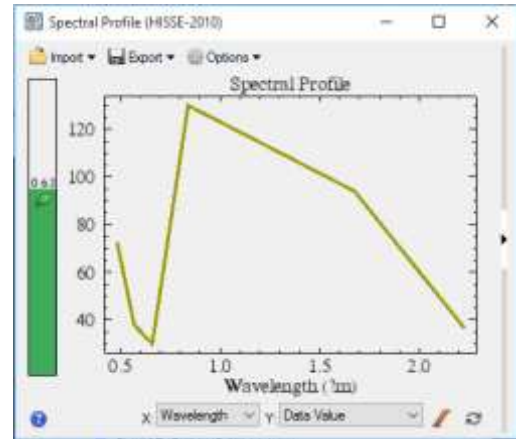 Spectral Profile (HISSE-2010)
Import Export Options
Spectral Profile
120
100
80
60
40
0.5 1.0 1.5 2.0
Wavelength (³m)
X: Wavelength Y: Data Value